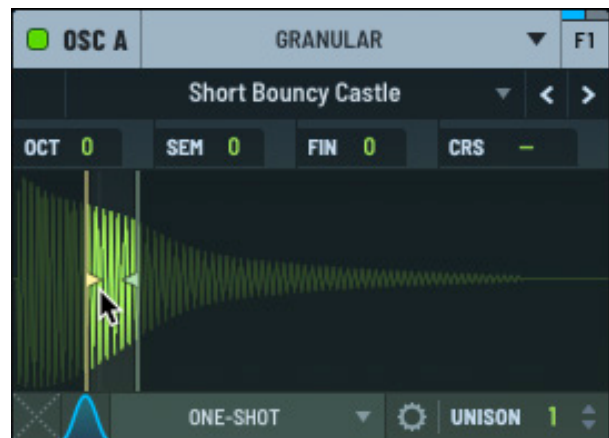 OSC A GRANULAR F1
Short Bouncy Castle
OCT 0 SEM 0 FIN 0 CRS –
ONE-SHOT UNISON 1